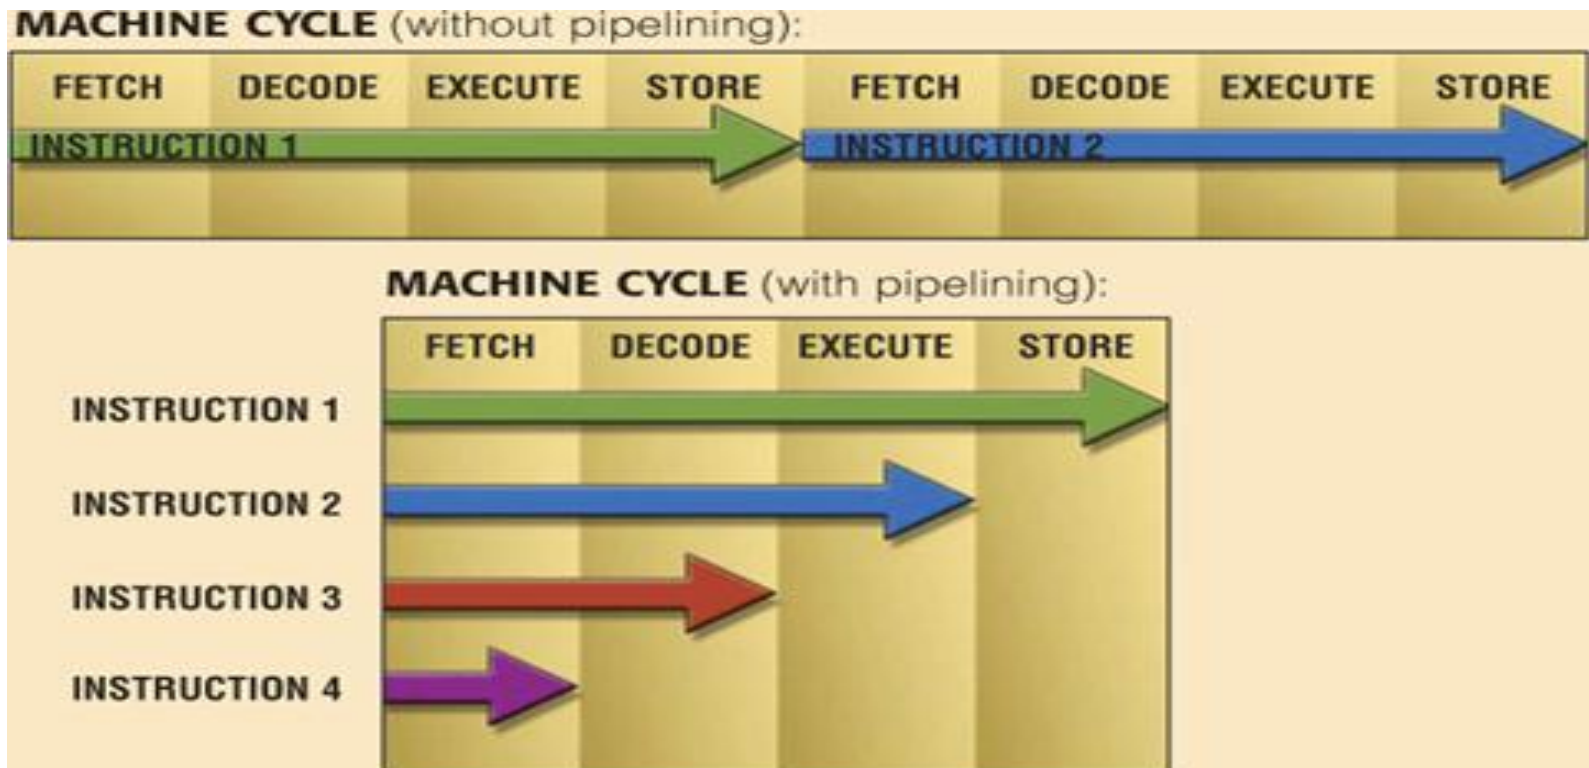 MACHINE CYCLE (without pipelining):
FETCH DECODE EXECUTE STORE FETCH DECODE EXECUTE STORE
INSTRUCTION 1 INSTRUCTION 2
MACHINE CYCLE (with pipelining):
FETCH DECODE EXECUTE STORE
INSTRUCTION 1
INSTRUCTION 2
INSTRUCTION 3
INSTRUCTION 4